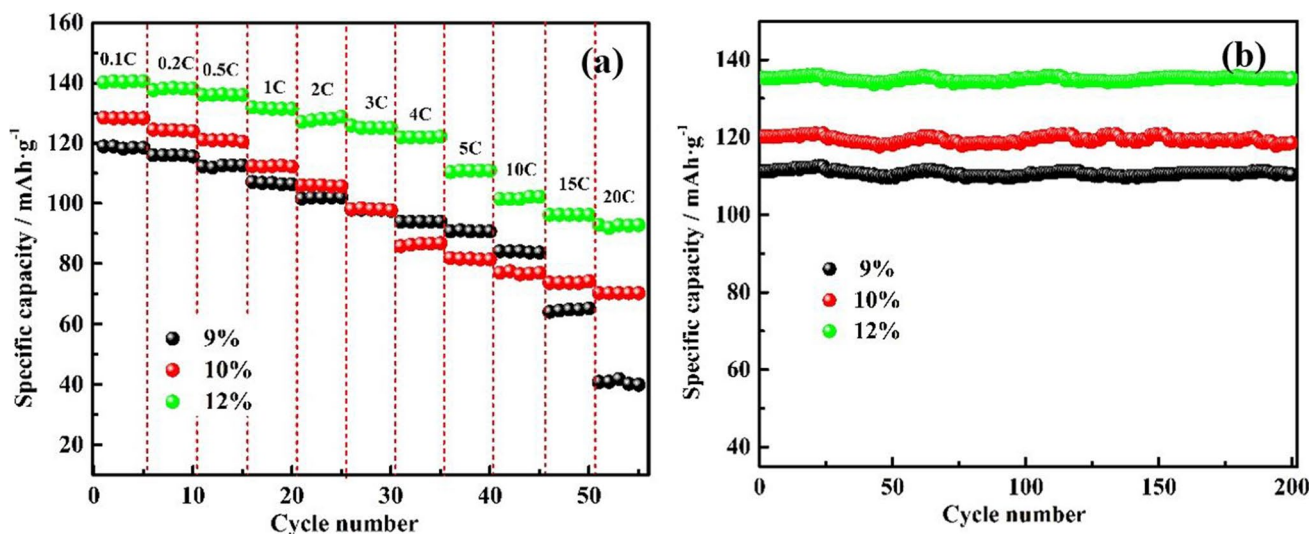 (a)
Specific capacity / mAh·g⁻¹
160
140
120
100
80
60
40
20
0.1C
0.2C
0.5C
1C
2C
3C
4C
5C
10C
15C
20C
9%
10%
12%
0
10
20
30
40
50
Cycle number
(b)
Specific capacity / mAh·g⁻¹
140
120
100
80
60
40
9%
10%
12%
0
50
100
150
200
Cycle number